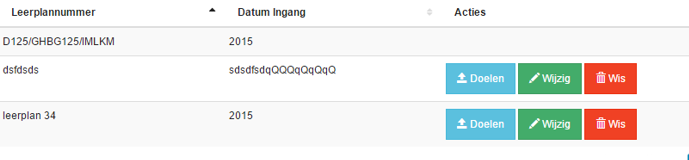 Leerplannummer Datum Ingang Acties
D125/GHBG125/IMLKM 2015
dsfdsds sdsdfsdqQQQqQqQqQ Doelen Wijzig Wis
leerplan 34 2015 Doelen Wijzig Wis